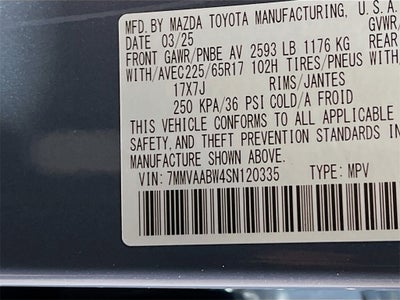 MFD.BY MAZDA TOYOTA MANUFACTURING, U.S.A
DATE 03/25 GVWR/
FRONT GAWR/PNBE AV 2593 LB 1176 KG REAR
WITH/AVEC225/65R17 102H TIRES/PNEUS WITH
17X7J RIMS/JANTES
250 KPA/36 PSI COLD/A FROID
THIS VEHICLE CONFORMS TO ALL APPLICABLE
SAFETY, AND THEFT PREVENTION STANDARDS IN
SHOWN ABOVE.
VIN: 7MMVAABW4SN120335 TYPE: MPV